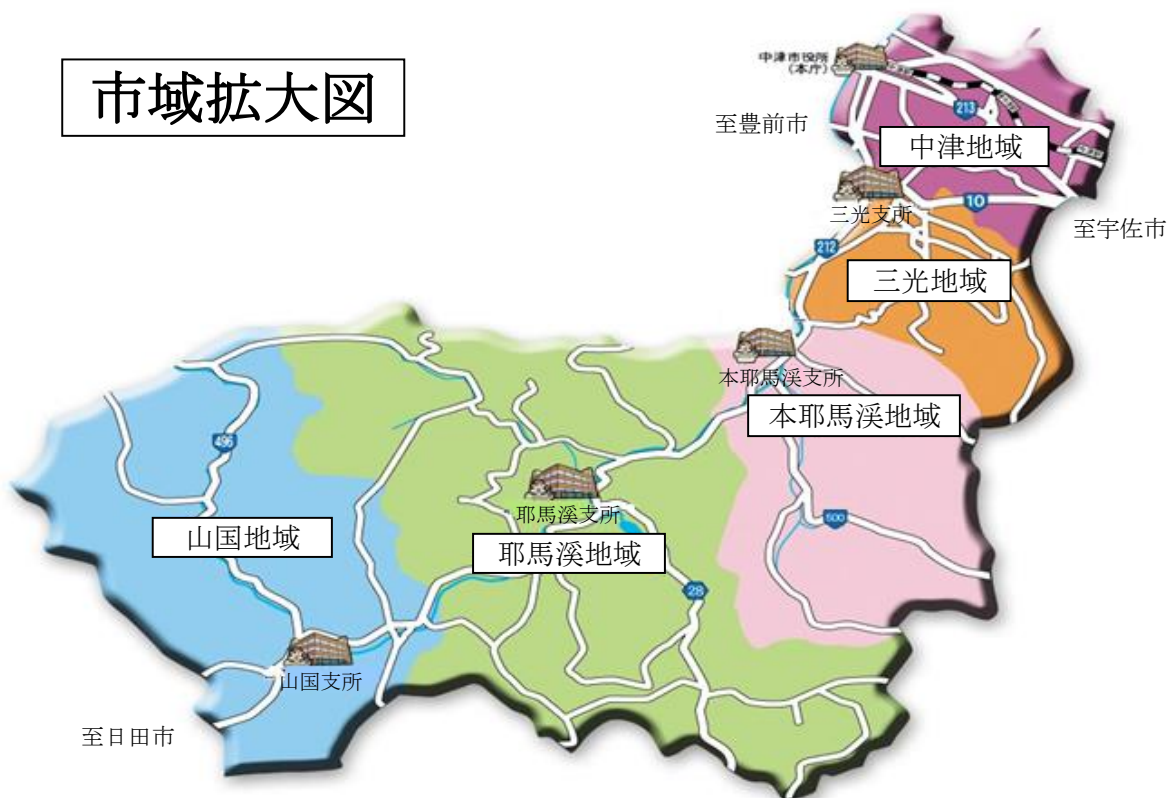 市域拡大図
中津市役所
(本庁)
213
至豊前市
中津地域
三光支所
10
至宇佐市
212
三光地域
本耶馬渓支所
本耶馬渓地域
496
耶馬渓支所
500
山国地域
耶馬渓地域
28
山国支所
至日田市